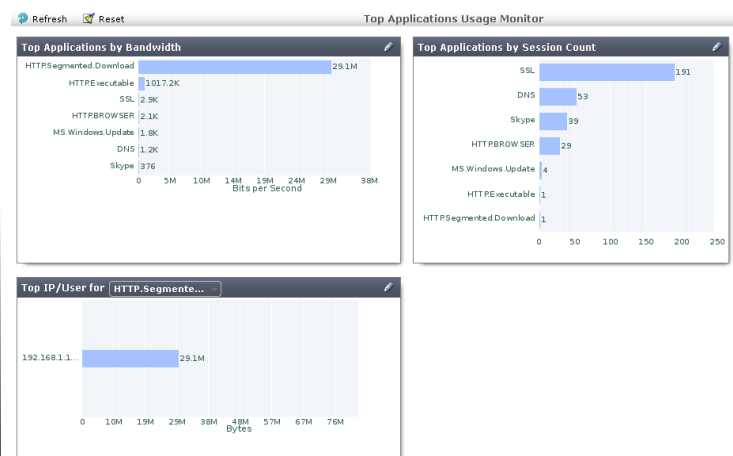 Refresh Reset Top Applications Usage Monitor
Top Applications by Bandwidth
HTTP.Segmented.Download 29.1M
HTTP.Executable 1017.2K
SSL 2.9K
HTTP.BROWSER 2.1K
MS.Windows.Update 1.8K
DNS 1.2K
Skype 376
0 5M 10M 14M 19M 24M 29M 38M
Bits per Second
Top Applications by Session Count
SSL 191
DNS 53
Skype 39
HTTP.BROWSER 29
MS.Windows.Update 4
HTTP.Executable 1
HTTP.Segmented.Download 1
0 50 100 150 200 250
Top IP/User for HTTP.Segmente...
192.168.1.1... 29.1M
0 10M 19M 29M 38M 48M 57M 67M 76M
Bytes